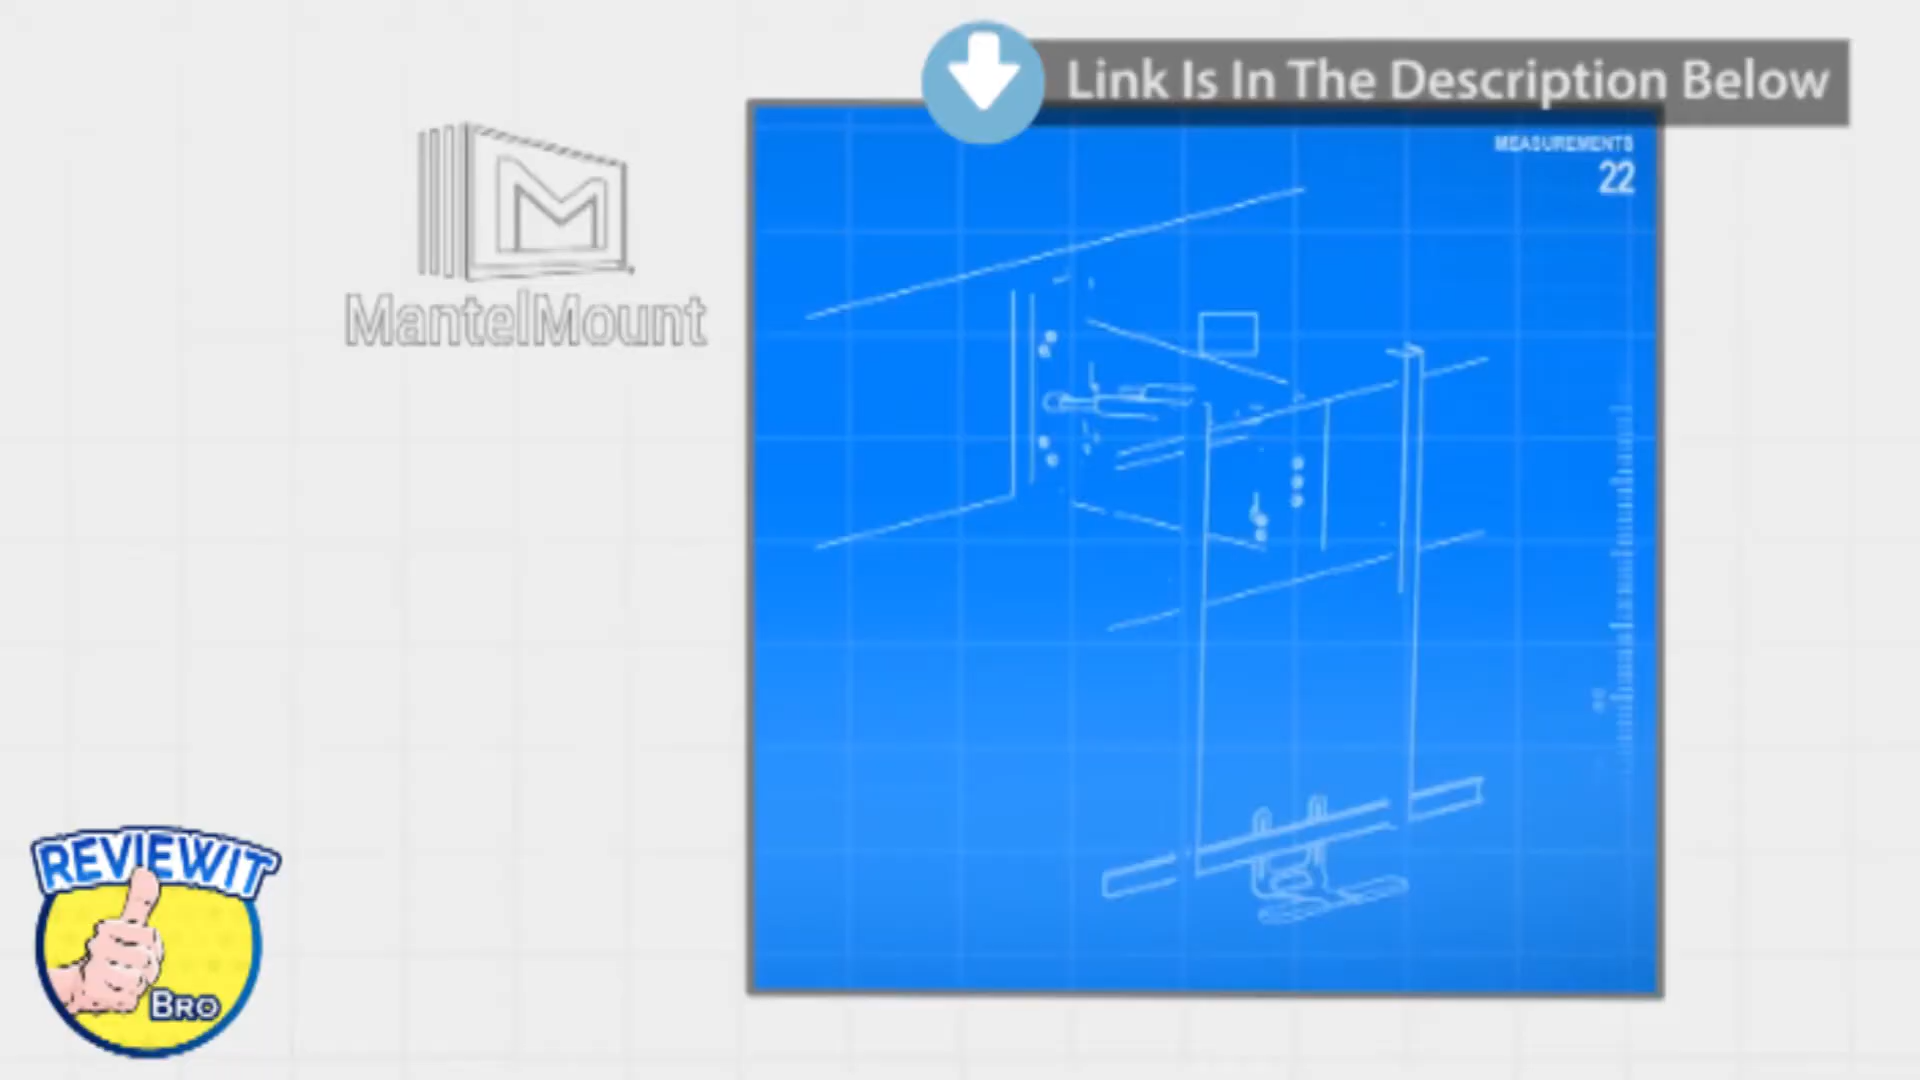 Link Is In The Description Below
MEASUREMENTS
22
MantelMount
REVIEWIT
BRO